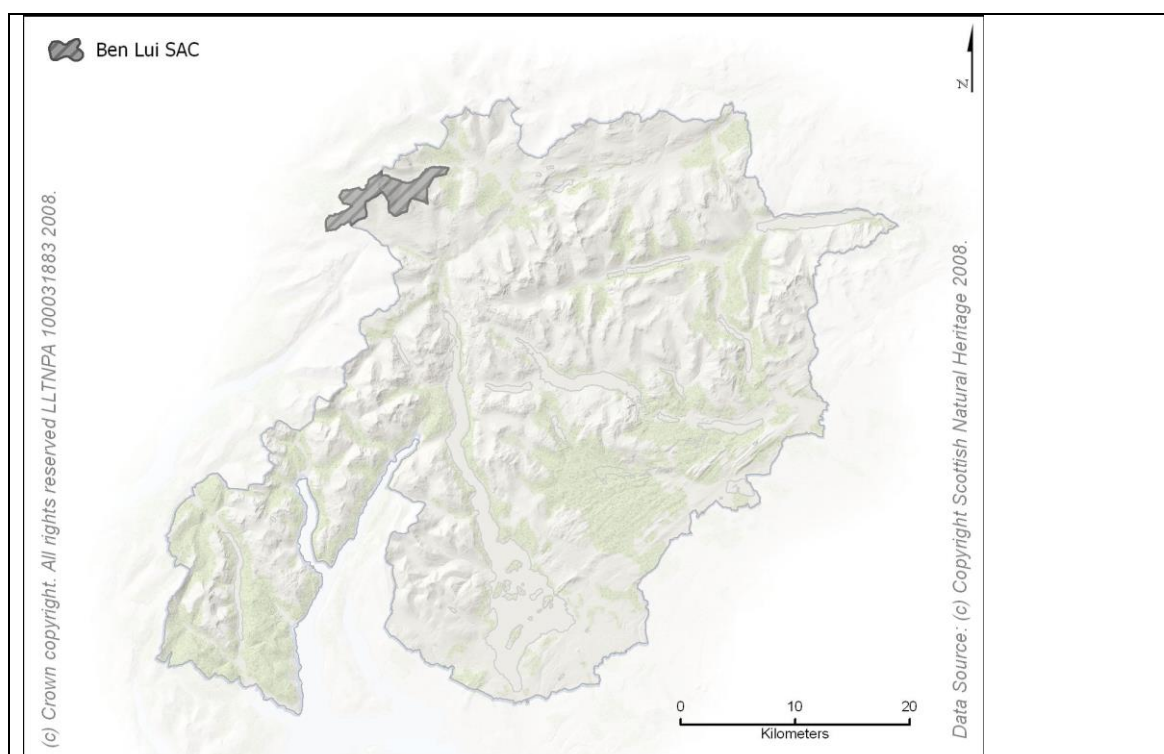 Ben Lui SAC
N
(c) Crown copyright. All rights reserved LLTNPA 100031883 2008.
Data Source: (c) Copyright Scottish Natural Heritage 2008.
0 10 20
Kilometers